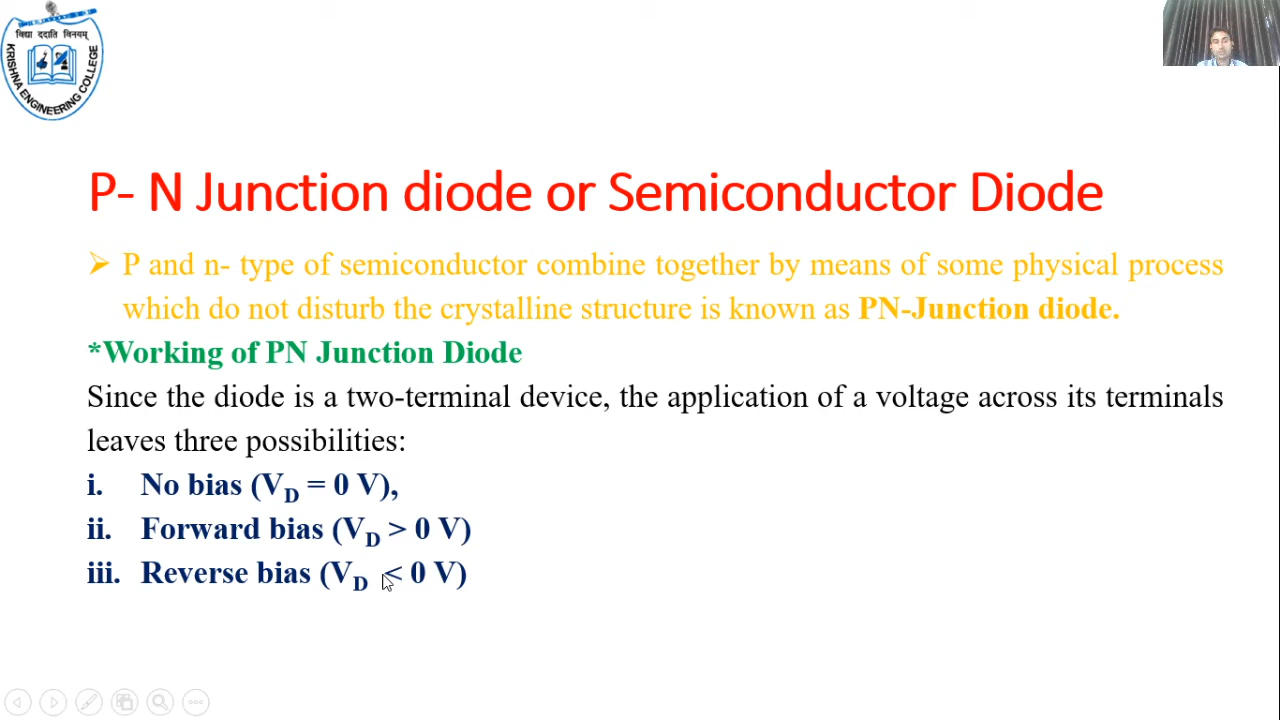 विद्या ददाति विनयम्
KRISHNA ENGINEERING COLLEGE
P- N Junction diode or Semiconductor Diode
➢ P and n- type of semiconductor combine together by means of some physical process
which do not disturb the crystalline structure is known as PN-Junction diode.
*Working of PN Junction Diode
Since the diode is a two-terminal device, the application of a voltage across its terminals
leaves three possibilities:
i. No bias (VD = 0 V),
ii. Forward bias (VD > 0 V)
iii. Reverse bias (VD < 0 V)